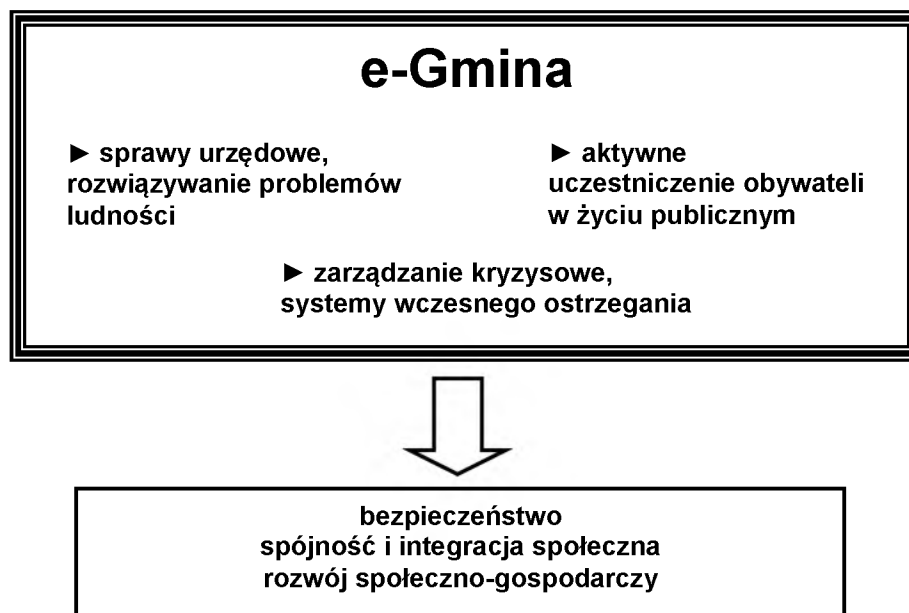 e-Gmina
► sprawy urzędowe,
rozwiązywanie problemów
ludności
► aktywne
uczestniczenie obywateli
w życiu publicznym
► zarządzanie kryzysowe,
systemy wczesnego ostrzegania
bezpieczeństwo
spójność i integracja społeczna
rozwój społeczno-gospodarczy